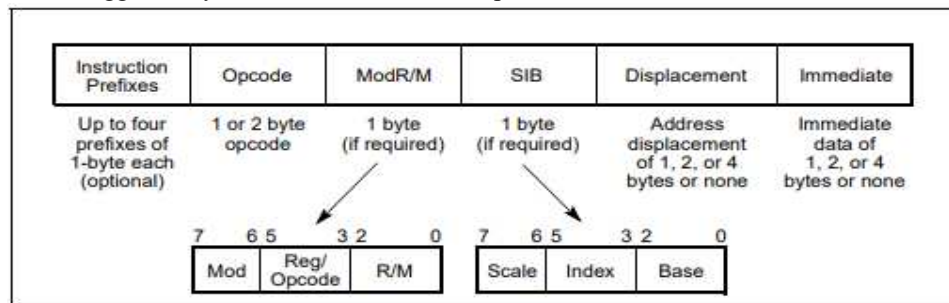 Instruction
Prefixes
Opcode
ModR/M
SIB
Displacement
Immediate
Up to four
prefixes of
1-byte each
(optional)
1 or 2 byte
opcode
1 byte
(if required)
1 byte
(if required)
Address
displacement
of 1, 2, or 4
bytes or none
Immediate
data of
1, 2, or 4
bytes or none
7 6 5 3 2 0
Mod
Reg/
Opcode
R/M
7 6 5 3 2 0
Scale
Index
Base